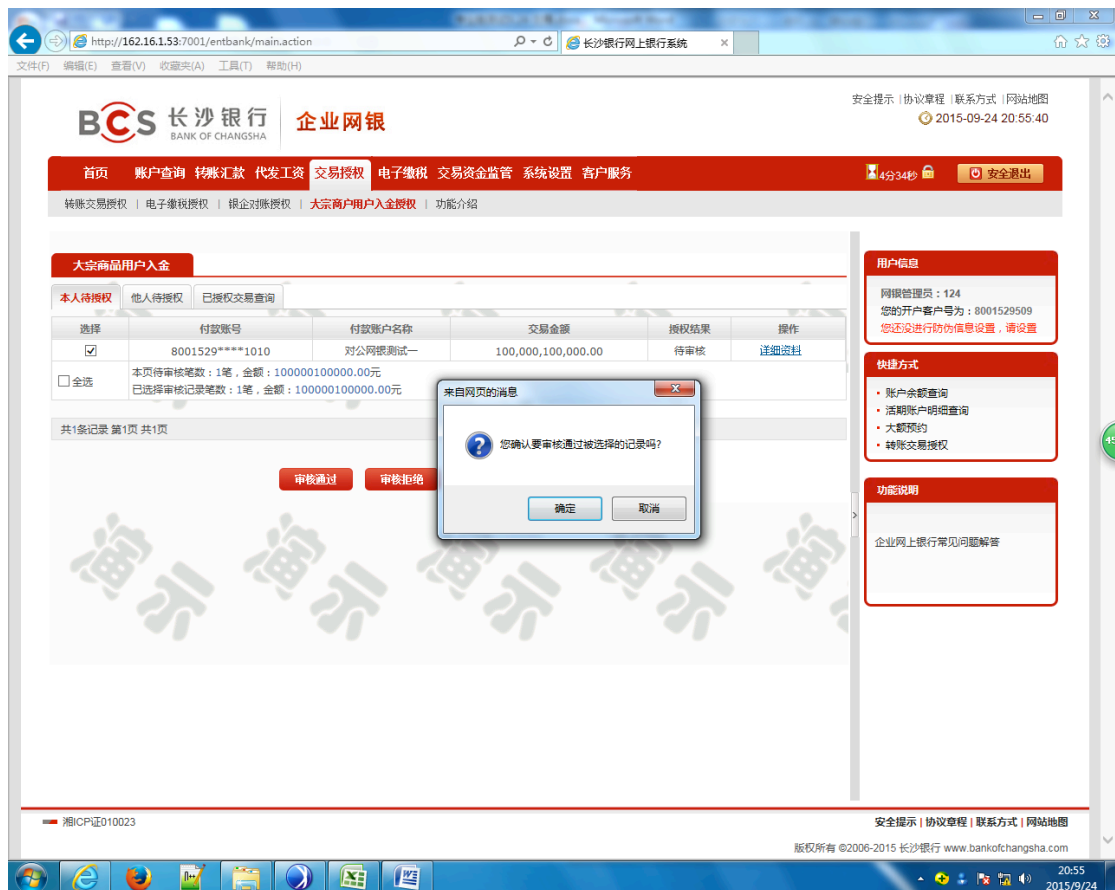 http://162.16.1.53:7001/entbank/main.action
长沙银行网上银行系统
文件(F) 编辑(E) 查看(V) 收藏夹(A) 工具(T) 帮助(H)
安全提示 | 协议章程 | 联系方式 | 网站地图
BCS 长沙银行 企业网银
BANK OF CHANGSHA
2015-09-24 20:55:40
首页 账户查询 转账汇款 代发工资 交易授权 电子缴税 交易资金监管 系统设置 客户服务
4分34秒 安全退出
转账交易授权 | 电子缴税授权 | 银企对账授权 | 大宗商户用户入金授权 | 功能介绍
大宗商品用户入金
本人待授权 他人待授权 已授权交易查询
选择 付款账号 付款账户名称 交易金额 授权结果 操作
8001529****1010 对公网银测试一 100,000,100,000.00 待审核 详细资料
全选
本页待审核笔数：1笔，金额：100000100000.00元
已选择审核记录笔数：1笔，金额：100000100000.00元
共1条记录 第1页 共1页
审核通过 审核拒绝
来自网页的消息
您确认要审核通过被选择的记录吗?
确定 取消
用户信息
网银管理员：124
您的开户客户号为：8001529509
您还没进行防伪信息设置，请设置
快捷方式
账户余额查询
活期账户明细查询
大额预约
转账交易授权
功能说明
企业网上银行常见问题解答
演示 演示 演示 演示 演
湘ICP证010023
安全提示 | 协议章程 | 联系方式 | 网站地图
版权所有 ©2006-2015 长沙银行 www.bankofchangsha.com
20:55
2015/9/24